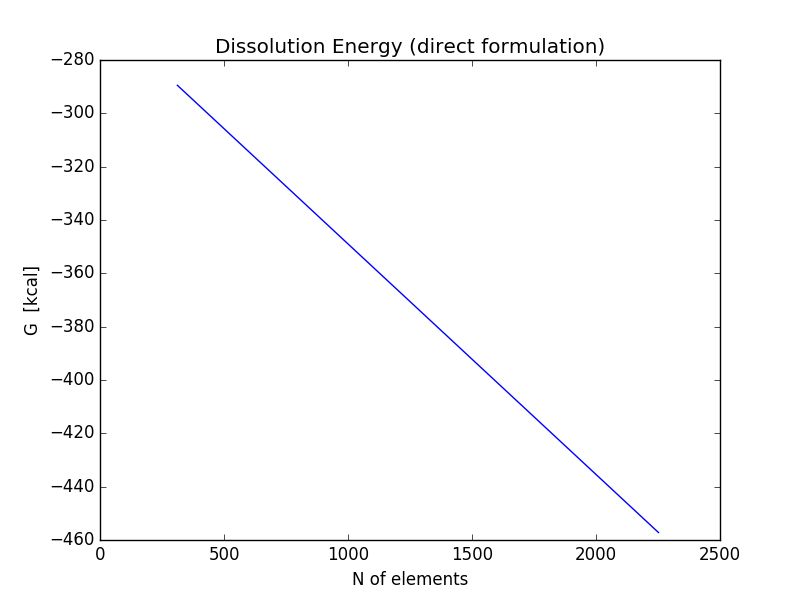 Dissolution Energy (direct formulation)
−280
−300
−320
−340
−360
−380
−400
−420
−440
−460
G [kcal]
0 500 1000 1500 2000 2500
N of elements